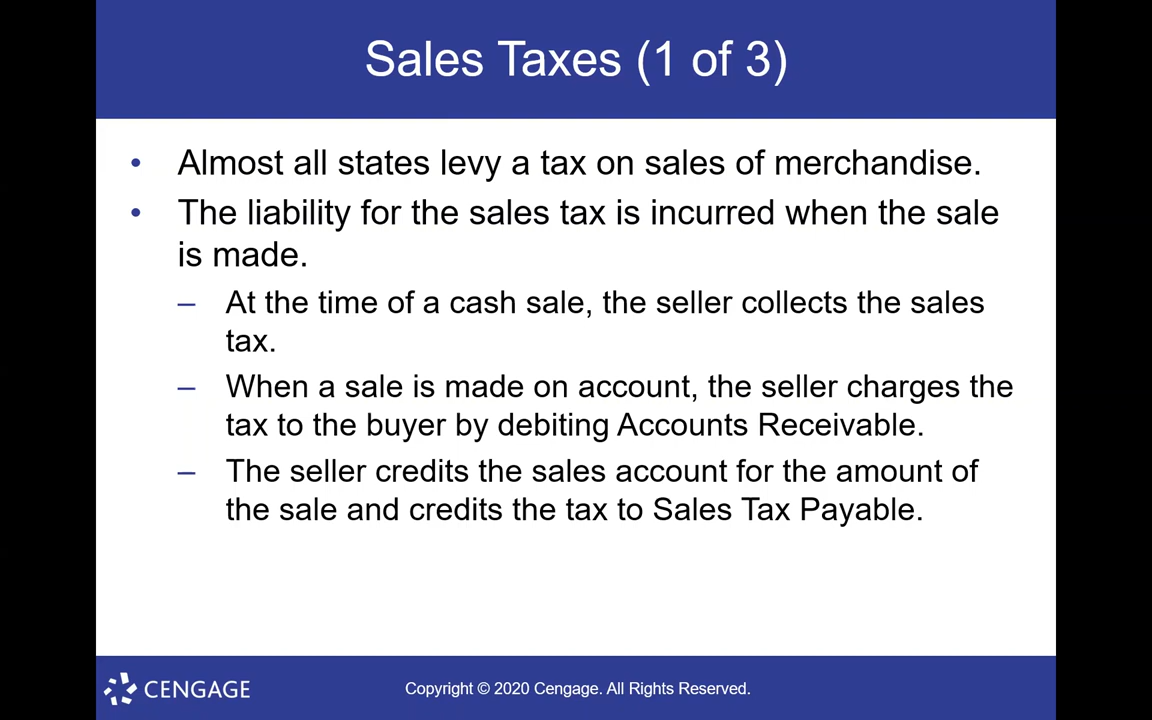 Sales Taxes (1 of 3)
• Almost all states levy a tax on sales of merchandise.
• The liability for the sales tax is incurred when the sale
is made.
– At the time of a cash sale, the seller collects the sales
tax.
– When a sale is made on account, the seller charges the
tax to the buyer by debiting Accounts Receivable.
– The seller credits the sales account for the amount of
the sale and credits the tax to Sales Tax Payable.
CENGAGE
Copyright © 2020 Cengage. All Rights Reserved.